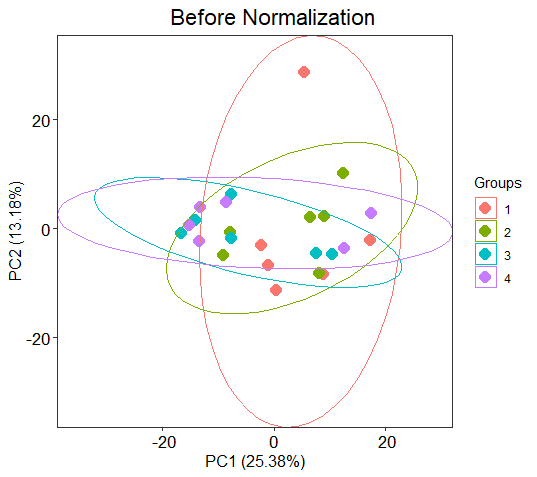 Before Normalization
20
0
-20
PC2 (13.18%)
-20
0
20
PC1 (25.38%)
Groups
1
2
3
4